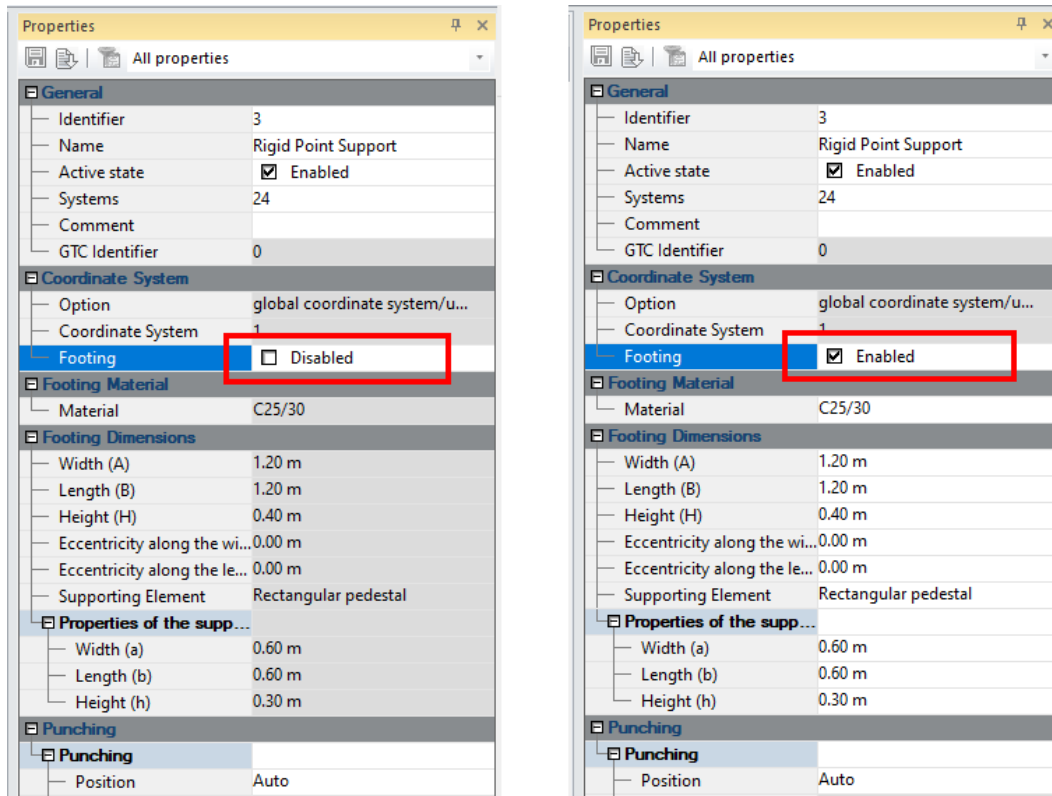 Properties
All properties
General
Identifier 3
Name Rigid Point Support
Active state Enabled
Systems 24
Comment
GTC Identifier 0
Coordinate System
Option global coordinate system/u...
Coordinate System 1
Footing Disabled
Footing Material
Material C25/30
Footing Dimensions
Width (A) 1.20 m
Length (B) 1.20 m
Height (H) 0.40 m
Eccentricity along the wi... 0.00 m
Eccentricity along the le... 0.00 m
Supporting Element Rectangular pedestal
Properties of the supp...
Width (a) 0.60 m
Length (b) 0.60 m
Height (h) 0.30 m
Punching
Punching
Position Auto
Properties
All properties
General
Identifier 3
Name Rigid Point Support
Active state Enabled
Systems 24
Comment
GTC Identifier 0
Coordinate System
Option global coordinate system/u...
Coordinate System 1
Footing Enabled
Footing Material
Material C25/30
Footing Dimensions
Width (A) 1.20 m
Length (B) 1.20 m
Height (H) 0.40 m
Eccentricity along the wi... 0.00 m
Eccentricity along the le... 0.00 m
Supporting Element Rectangular pedestal
Properties of the supp...
Width (a) 0.60 m
Length (b) 0.60 m
Height (h) 0.30 m
Punching
Punching
Position Auto